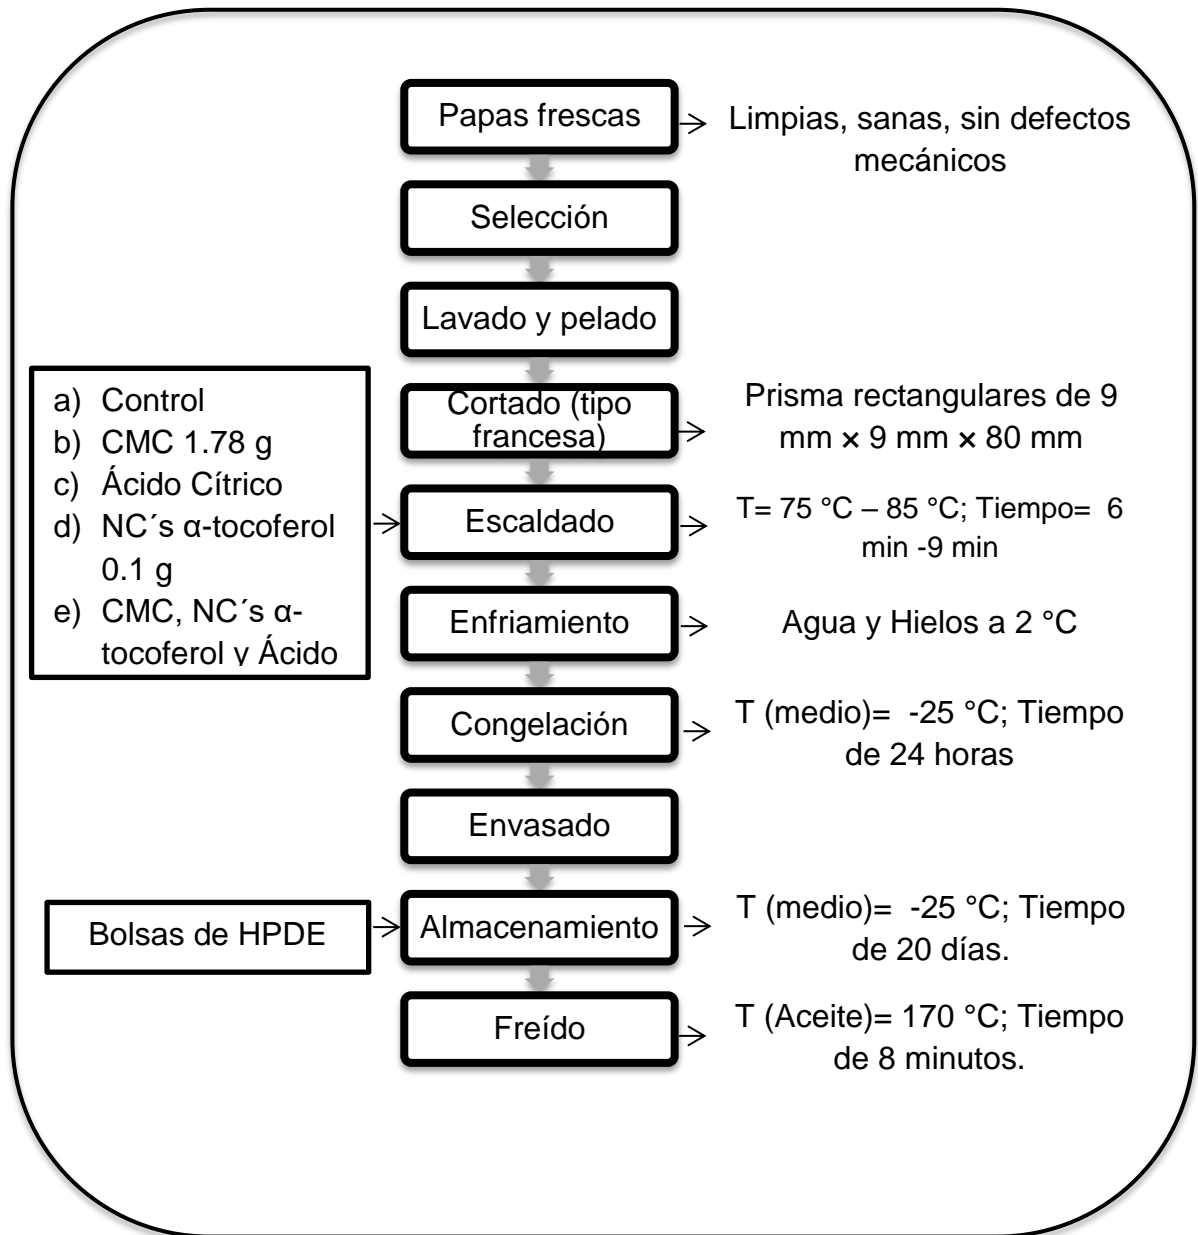 Papas frescas
Limpias, sanas, sin defectos
mecánicos
Selección
Lavado y pelado
Cortado (tipo
francesa)
Prisma rectangulares de 9
mm × 9 mm × 80 mm
a) Control
b) CMC 1.78 g
c) Ácido Cítrico
d) NC´s α-tocoferol
0.1 g
e) CMC, NC´s α-
tocoferol y Ácido
Escaldado
T= 75 °C – 85 °C; Tiempo= 6
min -9 min
Enfriamiento
Agua y Hielos a 2 °C
Congelación
T (medio)= -25 °C; Tiempo
de 24 horas
Envasado
Bolsas de HPDE
Almacenamiento
T (medio)= -25 °C; Tiempo
de 20 días.
Freído
T (Aceite)= 170 °C; Tiempo
de 8 minutos.